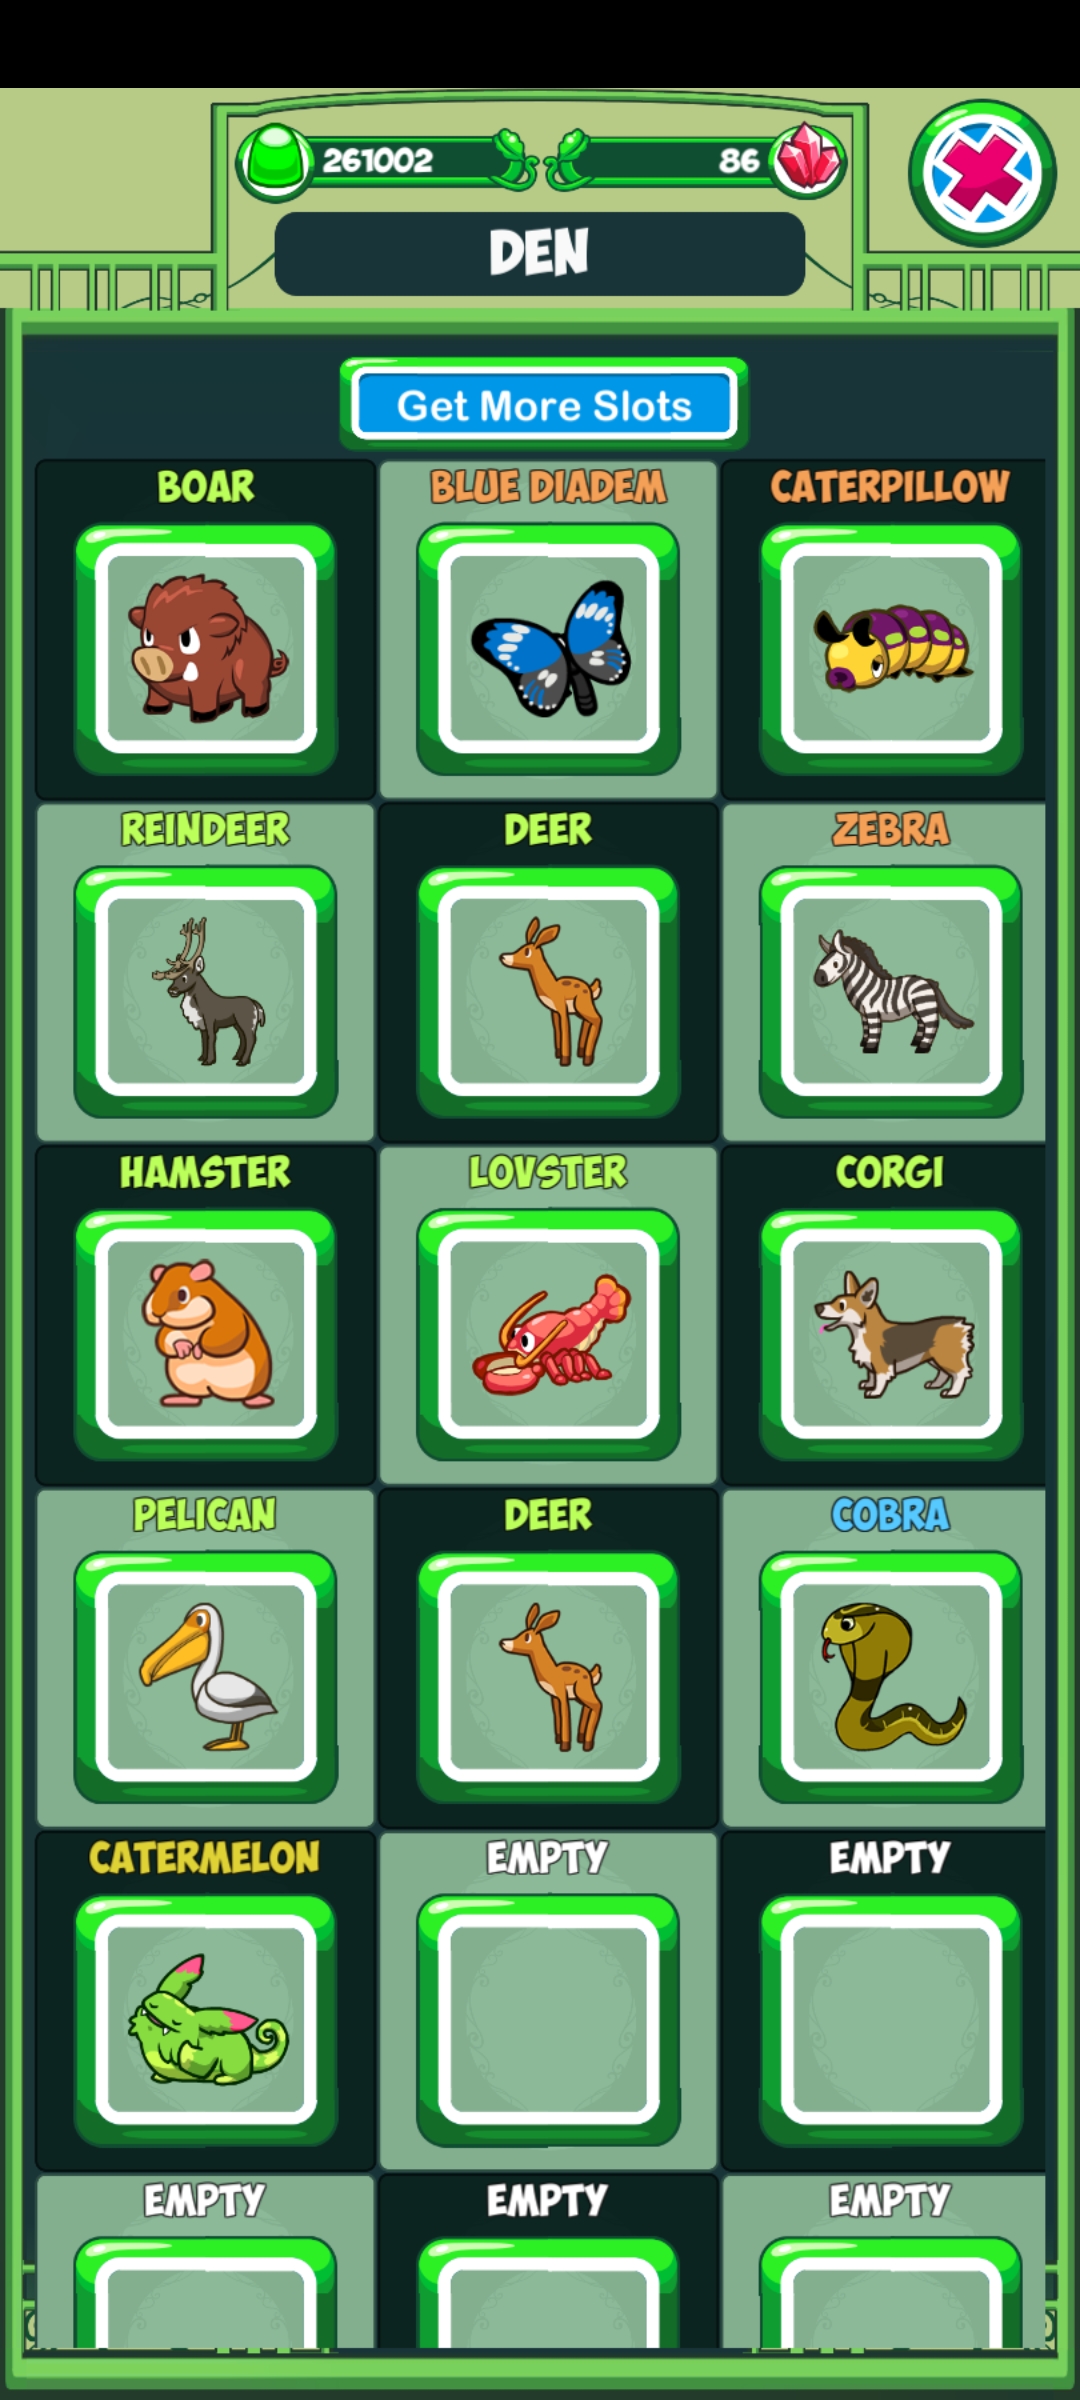 261002 86
DEN
Get More Slots
BOAR BLUE DIADEM CATERPILLOW
REINDEER DEER ZEBRA
HAMSTER LOVSTER CORGI
PELICAN DEER COBRA
CATERMELON EMPTY EMPTY
EMPTY EMPTY EMPTY